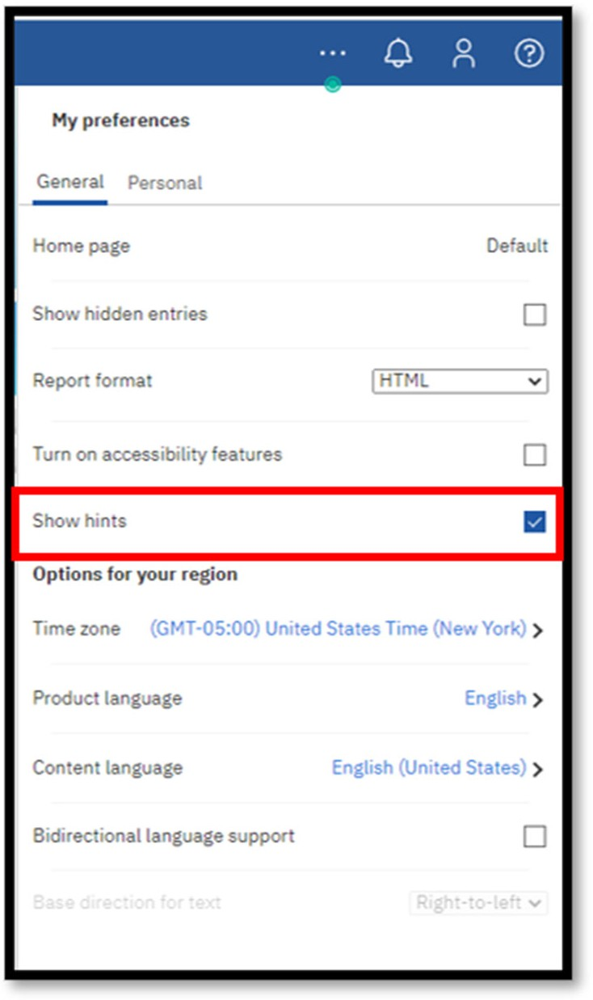 My preferences
General Personal
Home page Default
Show hidden entries
Report format HTML
Turn on accessibility features
Show hints
Options for your region
Time zone (GMT-05:00) United States Time (New York)
Product language English
Content language English (United States)
Bidirectional language support
Base direction for text Right-to-left